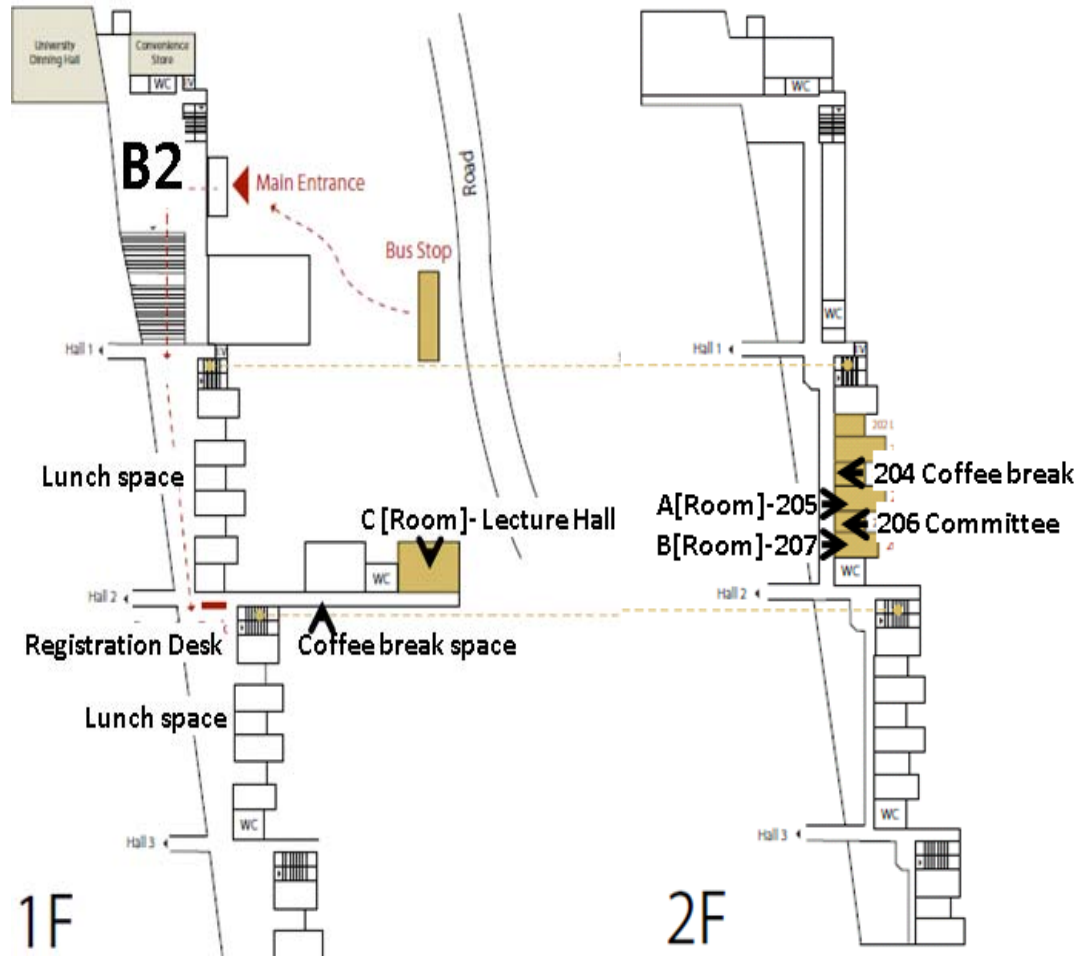 University
Dinning Hall
Convenience
Store
WC
B2
Main Entrance
Road
Bus Stop
Hall 1
Lunch space
C [Room]- Lecture Hall
WC
Hall 2
Registration Desk
Coffee break space
Lunch space
WC
Hall 3
1F
WC
WC
Hall 1
202
204 Coffee break
A[Room]-205
206 Committee
B[Room]-207
WC
Hall 2
WC
Hall 3
2F